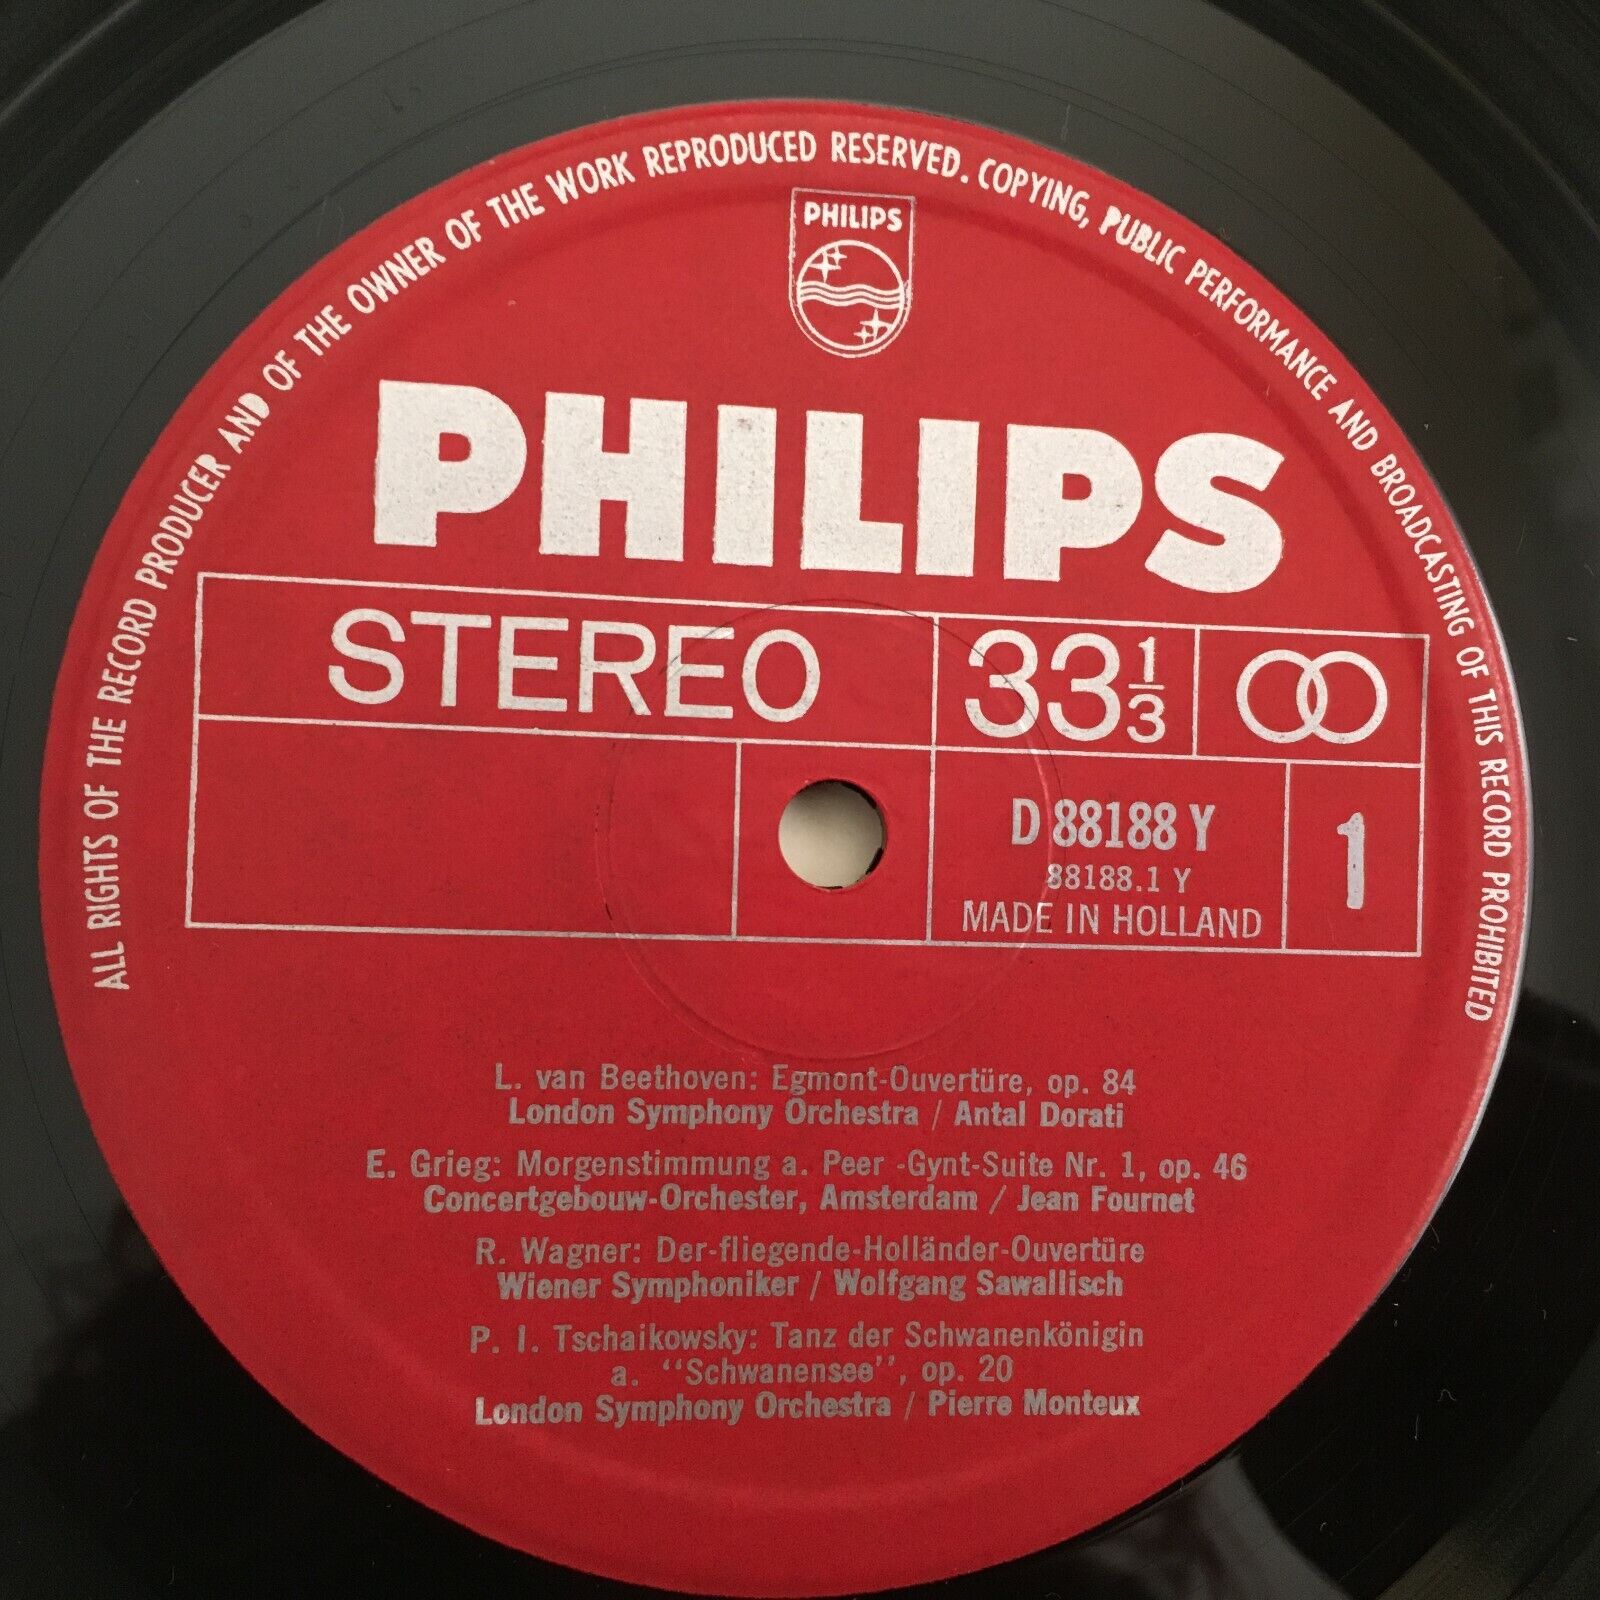 ALL RIGHTS OF THE RECORD PRODUCER AND OF THE OWNER OF THE WORK REPRODUCED RESERVED. COPYING, PUBLIC PERFORMANCE AND BROADCASTING OF THIS RECORD PROHIBITED
PHILIPS
PHILIPS
STEREO 33 1/3
D 88188 Y 1
88188.1 Y
MADE IN HOLLAND
L. van Beethoven: Egmont-Ouvertüre, op. 84
London Symphony Orchestra / Antal Dorati
E. Grieg: Morgenstimmung a. Peer -Gynt-Suite Nr. 1, op. 46
Concertgebouw-Orchester, Amsterdam / Jean Fournet
R. Wagner: Der-fliegende-Holländer-Ouvertüre
Wiener Symphoniker / Wolfgang Sawallisch
P. I. Tschaikowsky: Tanz der Schwanenkönigin
a. "Schwanensee", op. 20
London Symphony Orchestra / Pierre Monteux